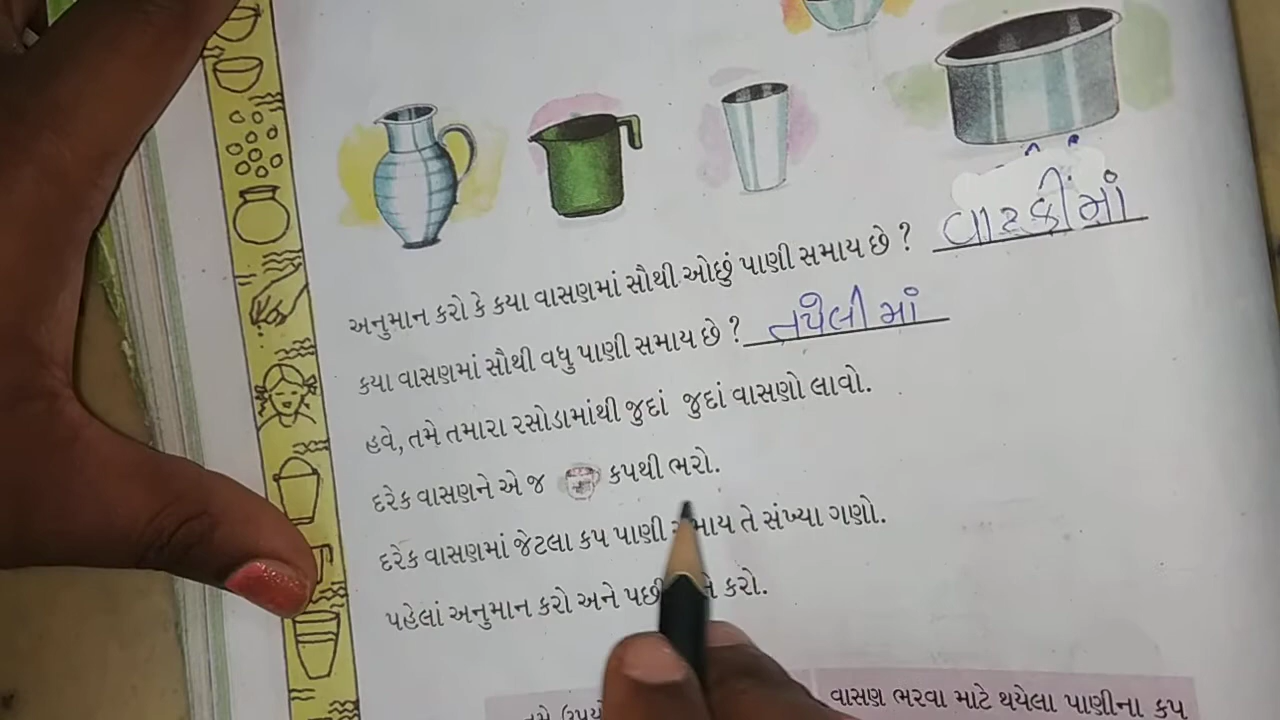 અનુમાન કરો કે કયા વાસણમાં સૌથી ઓછું પાણી સમાય છે ? વાટકીમાં
કયા વાસણમાં સૌથી વધુ પાણી સમાય છે ? તપેલીમાં
હવે, તમે તમારા રસોડામાંથી જુદાં જુદાં વાસણો લાવો.
દરેક વાસણને એ જ કપથી ભરો.
દરેક વાસણમાં જેટલા કપ પાણી સમાય તે સંખ્યા ગણો.
પહેલાં અનુમાન કરો અને પછી કરો.
વાસણ ભરવા માટે થયેલા પાણીના કપ